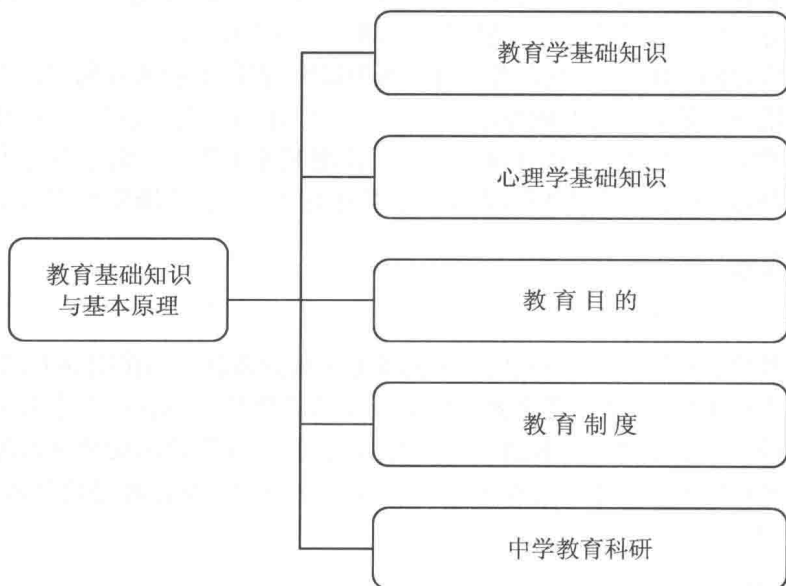 教育学基础知识
心理学基础知识
教育基础知识
与基本原理
教育目的
教育制度
中学教育科研